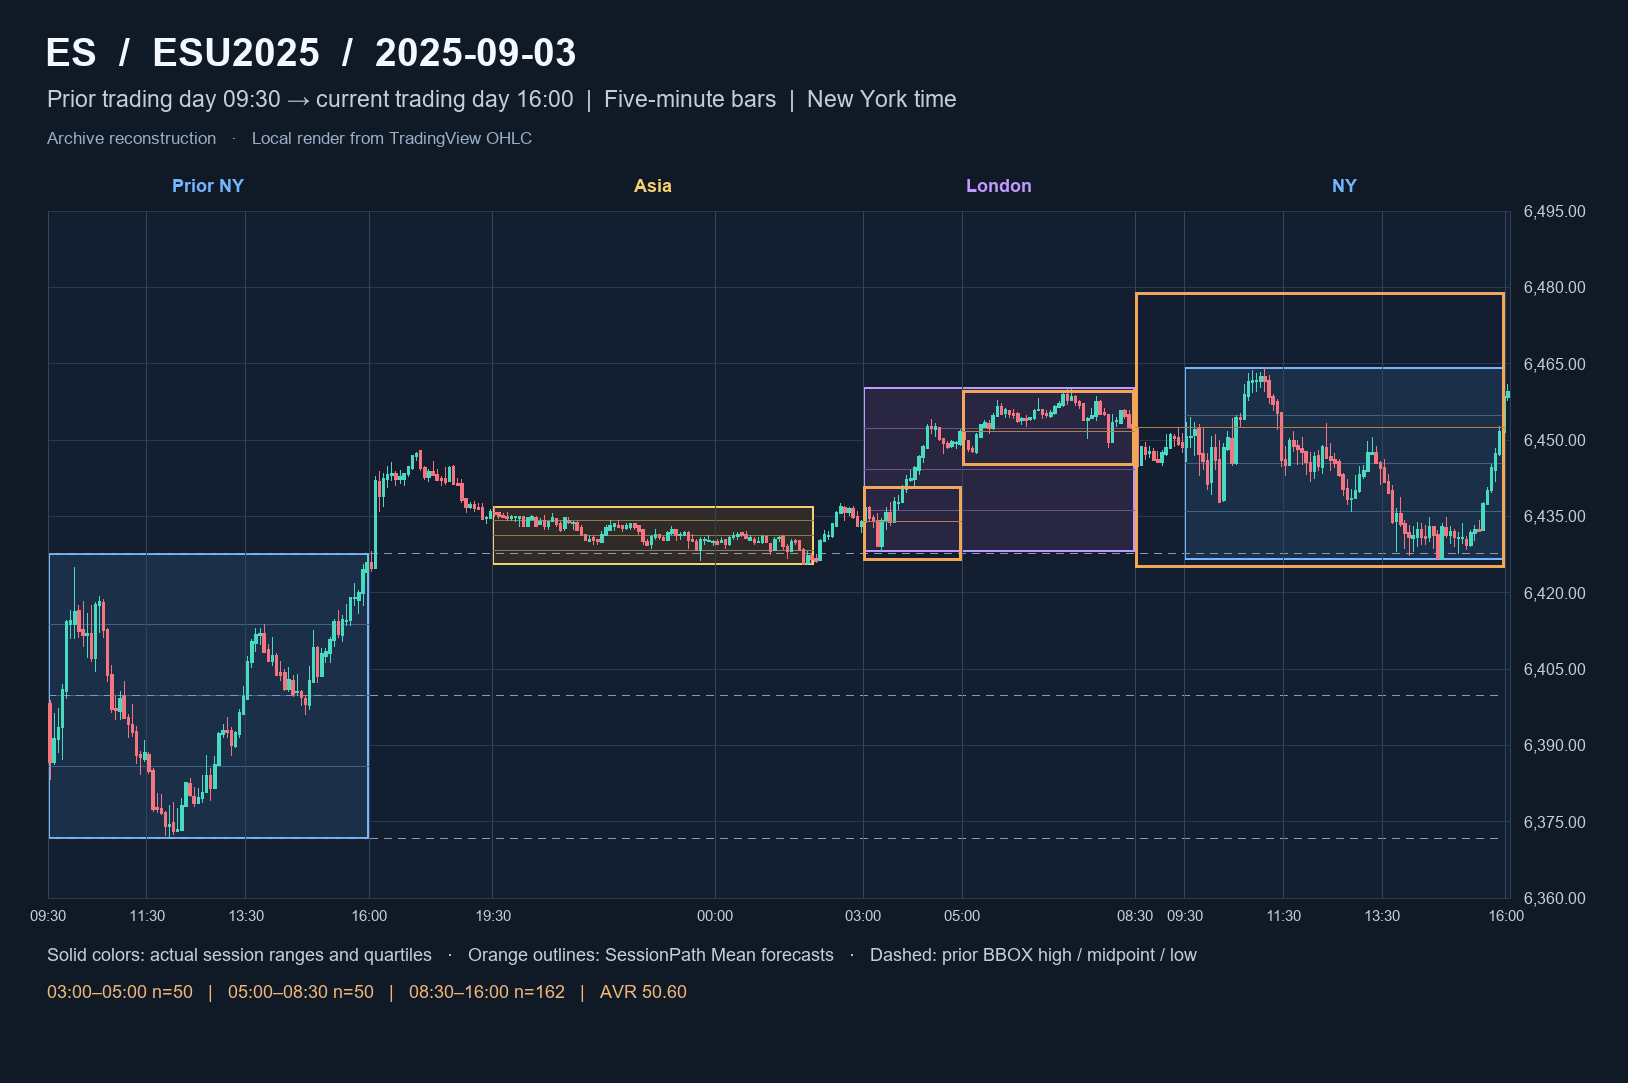 ES / ESU2025 / 2025-09-03
Prior trading day 09:30 → current trading day 16:00 | Five-minute bars | New York time
Archive reconstruction · Local render from TradingView OHLC
Prior NY Asia London NY
6,495.00
6,480.00
6,465.00
6,450.00
6,435.00
6,420.00
6,405.00
6,390.00
6,375.00
6,360.00
09:30 11:30 13:30 16:00 19:30 00:00 03:00 05:00 08:30 09:30 11:30 13:30 16:00
Solid colors: actual session ranges and quartiles · Orange outlines: SessionPath Mean forecasts · Dashed: prior BBOX high / midpoint / low
03:00–05:00 n=50 | 05:00–08:30 n=50 | 08:30–16:00 n=162 | AVR 50.60